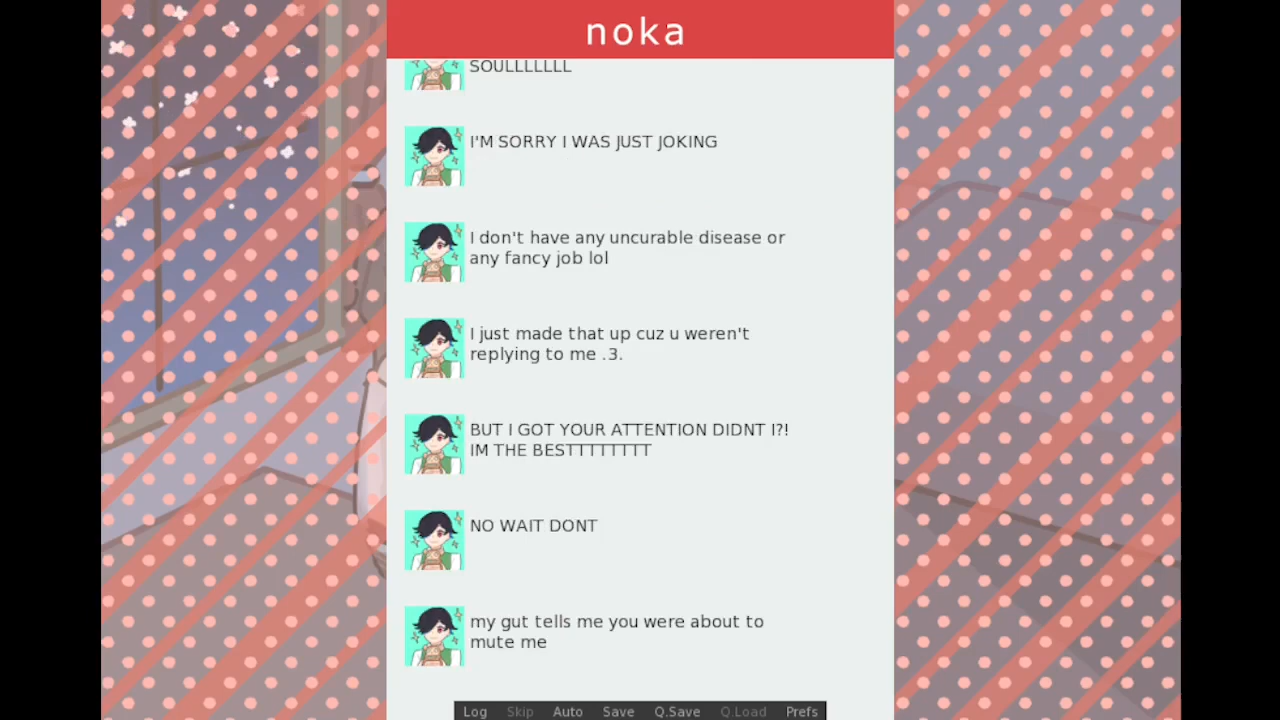 noka
SOULLLLLLL
I'M SORRY I WAS JUST JOKING
I don't have any uncurable disease or
any fancy job lol
I just made that up cuz u weren't
replying to me .3.
BUT I GOT YOUR ATTENTION DIDNT I?!
IM THE BESTTTTTTTT
NO WAIT DONT
my gut tells me you were about to
mute me
Log Skip Auto Save Q.Save Q.Load Prefs